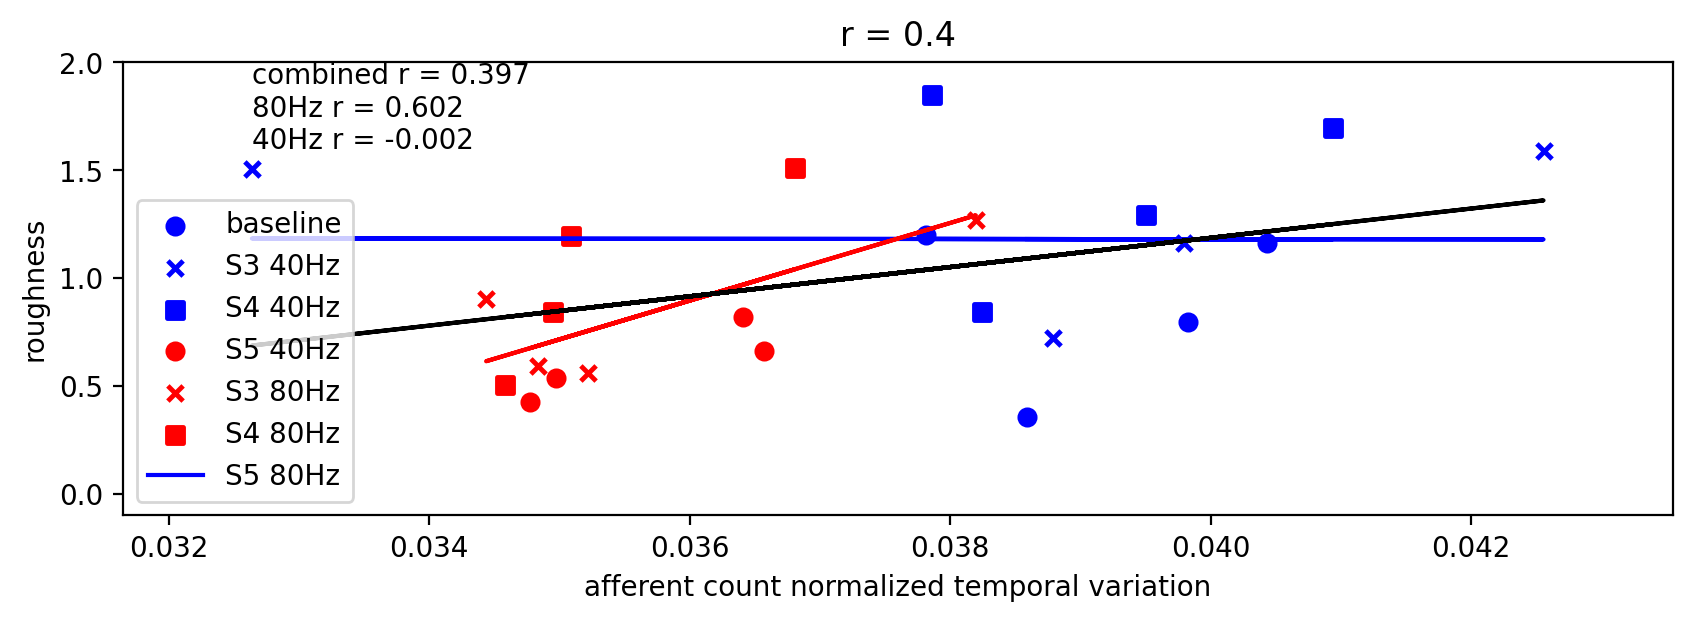 r = 0.4
combined r = 0.397
80Hz r = 0.602
40Hz r = -0.002
2.0
1.5
1.0
0.5
0.0
roughness
baseline
S3 40Hz
S4 40Hz
S5 40Hz
S3 80Hz
S4 80Hz
S5 80Hz
0.032 0.034 0.036 0.038 0.040 0.042
afferent count normalized temporal variation